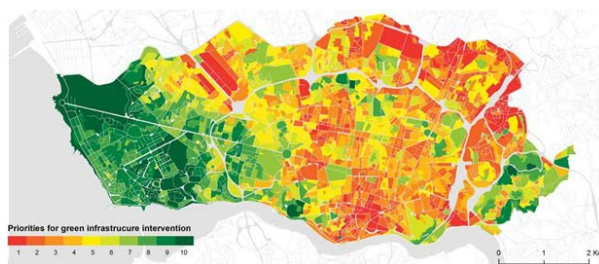 Priorities for green infrastrucure intervention
1 2 3 4 5 6 7 8 9 10
0 1 2 K